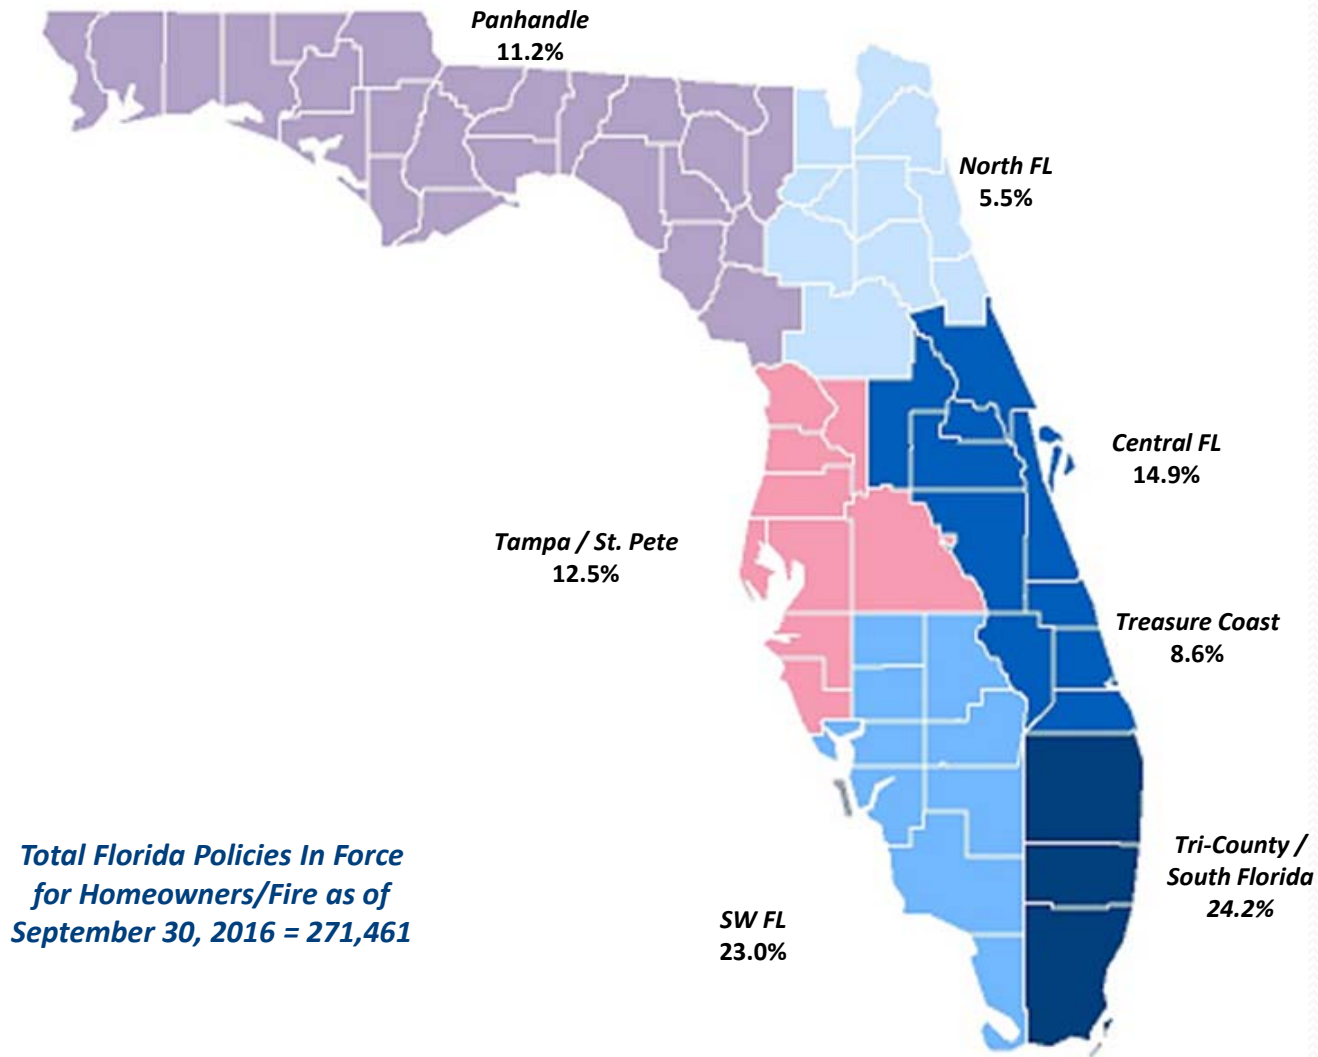 Panhandle
11.2%
North FL
5.5%
Central FL
14.9%
Tampa / St. Pete
12.5%
Treasure Coast
8.6%
Tri-County /
South Florida
24.2%
SW FL
23.0%
Total Florida Policies In Force
for Homeowners/Fire as of
September 30, 2016 = 271,461